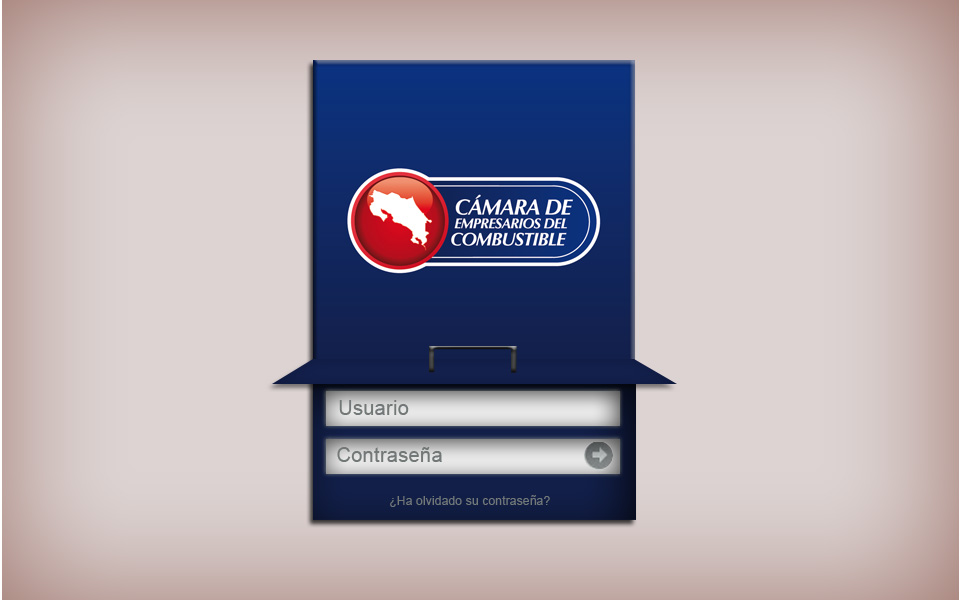 CÁMARA DE
EMPRESARIOS DEL
COMBUSTIBLE
Usuario
Contraseña
¿Ha olvidado su contraseña?